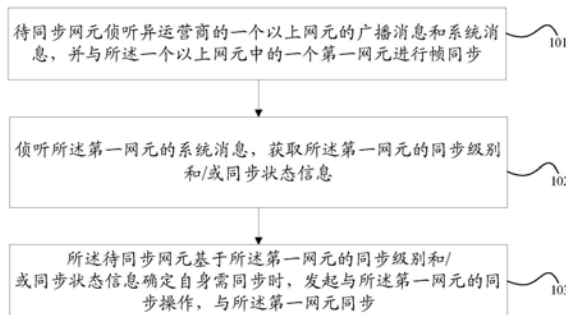 待同步网元侦听异运营商的一个以上网元的广播消息和系统消
息，并与所述一个以上网元中的一个第一网元进行帧同步
101
侦听所述第一网元的系统消息，获取所述第一网元的同步级别
和/或同步状态信息
102
所述待同步网元基于所述第一网元的同步级别和/
或同步状态信息确定自身需同步时，发起与所述第一网元的同
步操作，与所述第一网元同步
103